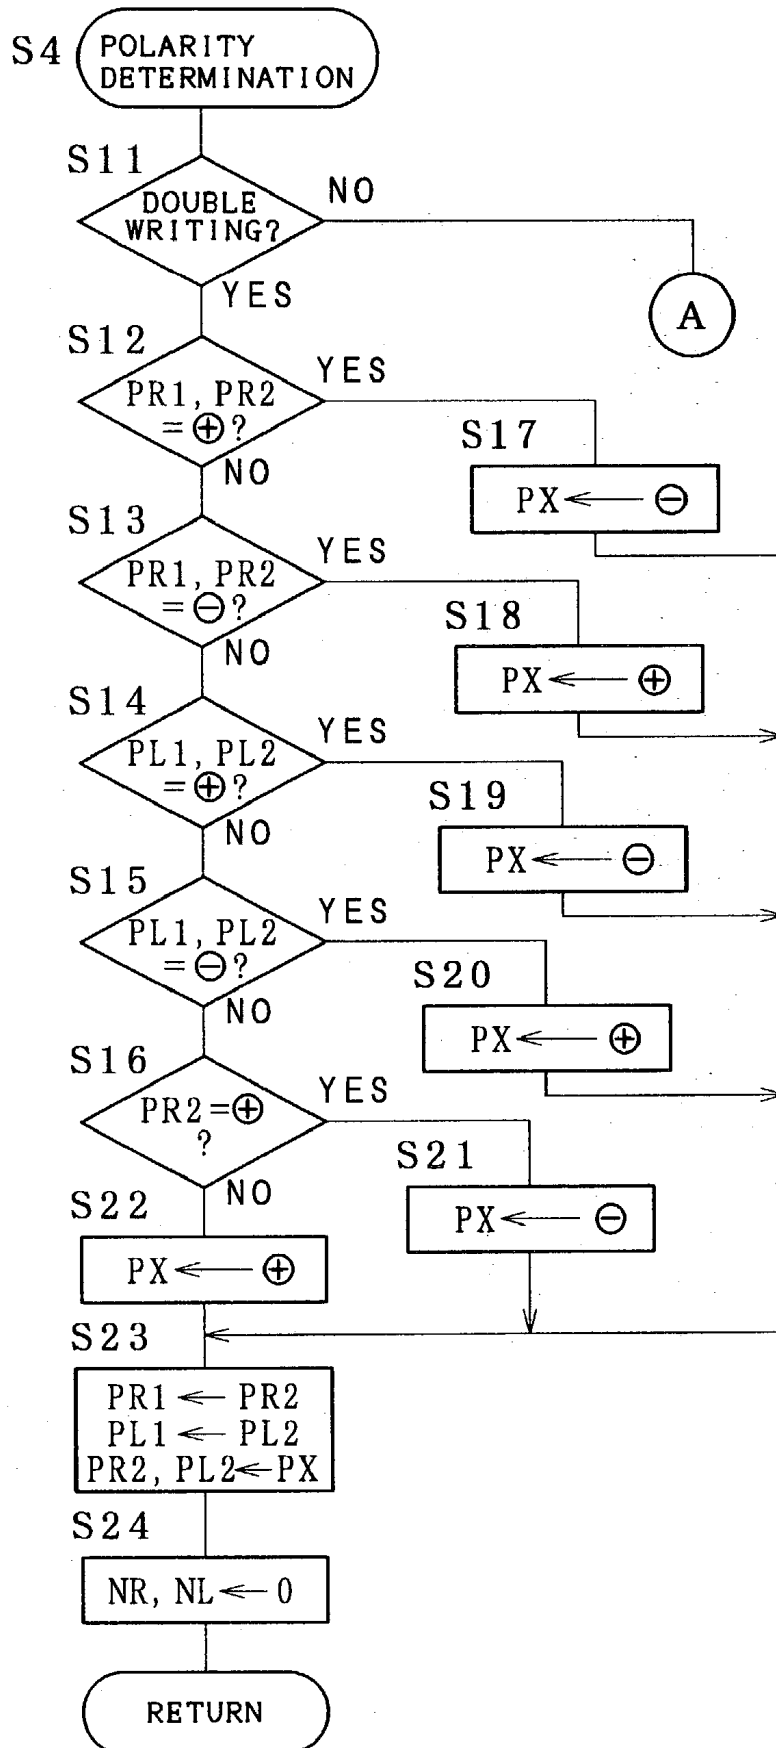 S4
POLARITY
DETERMINATION
S11
DOUBLE
WRITING?
NO
YES
A
S12
PR1, PR2
= ⊕ ?
YES
NO
S17
PX ← ⊖
S13
PR1, PR2
= ⊖ ?
YES
NO
S18
PX ← ⊕
S14
PL1, PL2
= ⊕ ?
YES
NO
S19
PX ← ⊖
S15
PL1, PL2
= ⊖ ?
YES
NO
S20
PX ← ⊕
S16
PR2=⊕
?
YES
NO
S21
PX ← ⊖
S22
PX ← ⊕
S23
PR1 ← PR2
PL1 ← PL2
PR2, PL2 ← PX
S24
NR, NL ← 0
RETURN